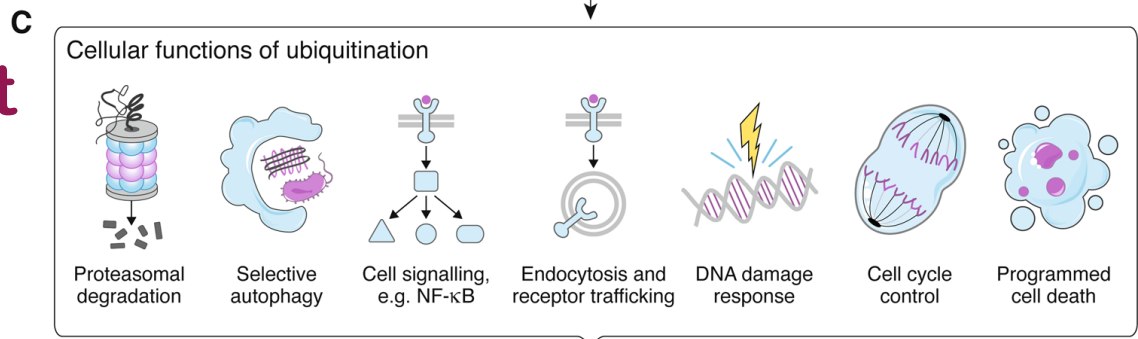 C
t
Cellular functions of ubiquitination
Proteasomal
degradation
Selective
autophagy
Cell signalling,
e.g. NF-κB
Endocytosis and
receptor trafficking
DNA damage
response
Cell cycle
control
Programmed
cell death